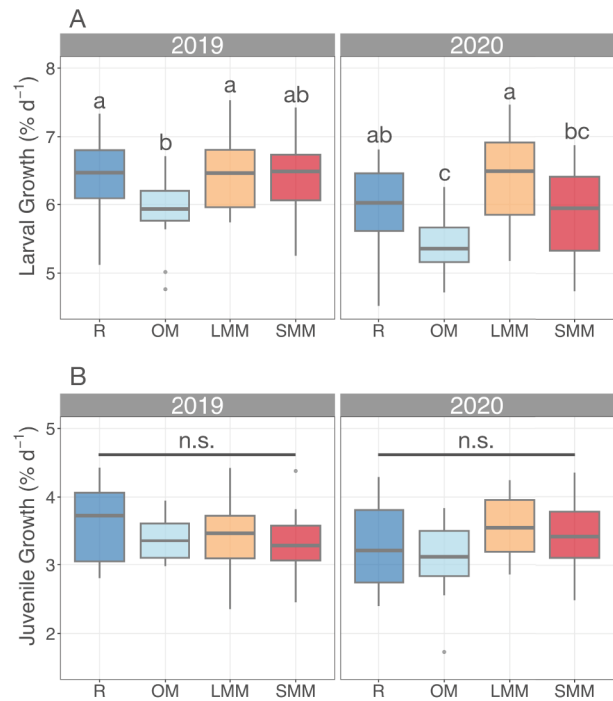 A
2019
2020
Larval Growth (% d⁻¹)
8
7
6
5
a
b
a
ab
ab
c
a
bc
R
OM
LMM
SMM
R
OM
LMM
SMM
B
2019
2020
Juvenile Growth (% d⁻¹)
5
4
3
2
n.s.
n.s.
R
OM
LMM
SMM
R
OM
LMM
SMM